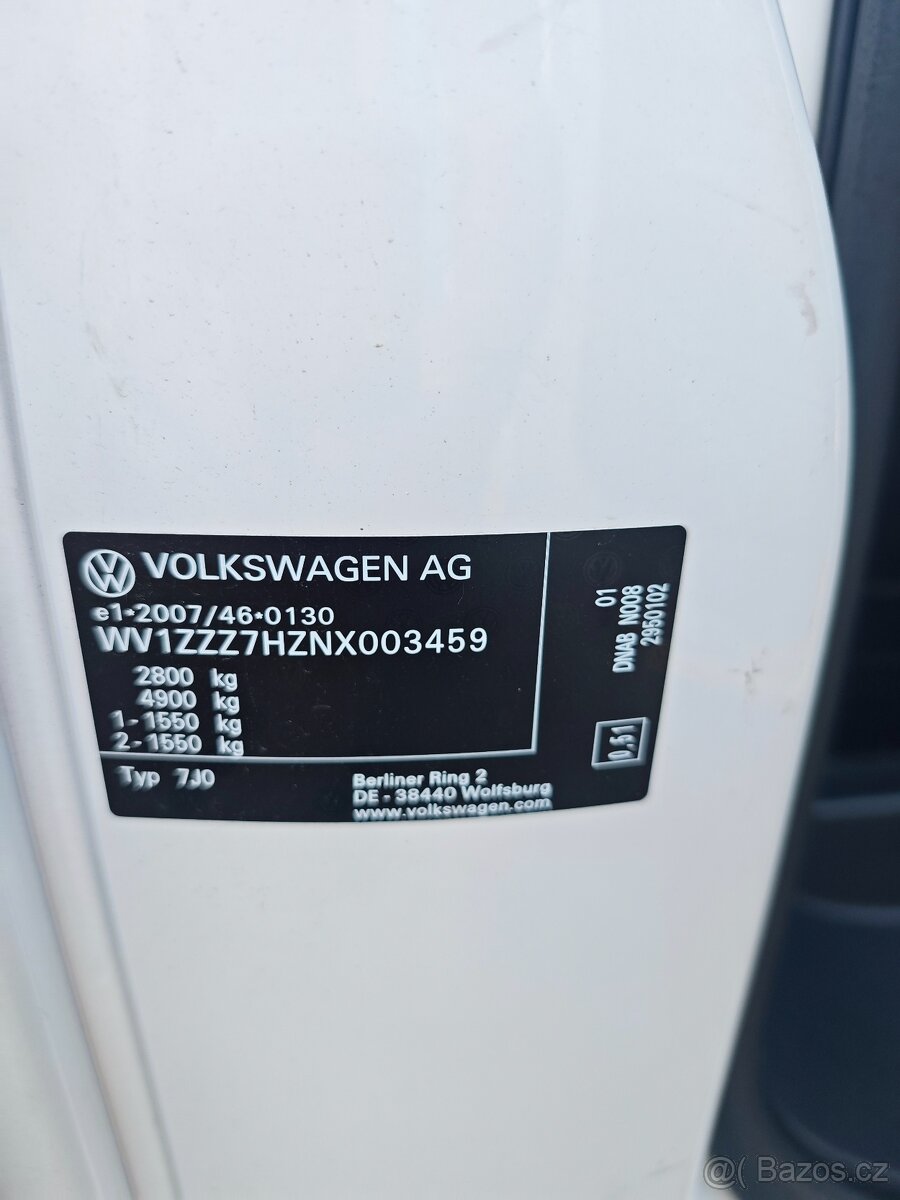 VOLKSWAGEN AG
e1*2007/46*0130
WV1ZZZ7HZNX003459
2800 kg
4900 kg
1-1550 kg
2-1550 kg
Typ 7J0
Berliner Ring 2
DE - 38440 Wolfsburg
www.volkswagen.com
01
DNAB N008
2950102
0,51
@( Bazos.cz